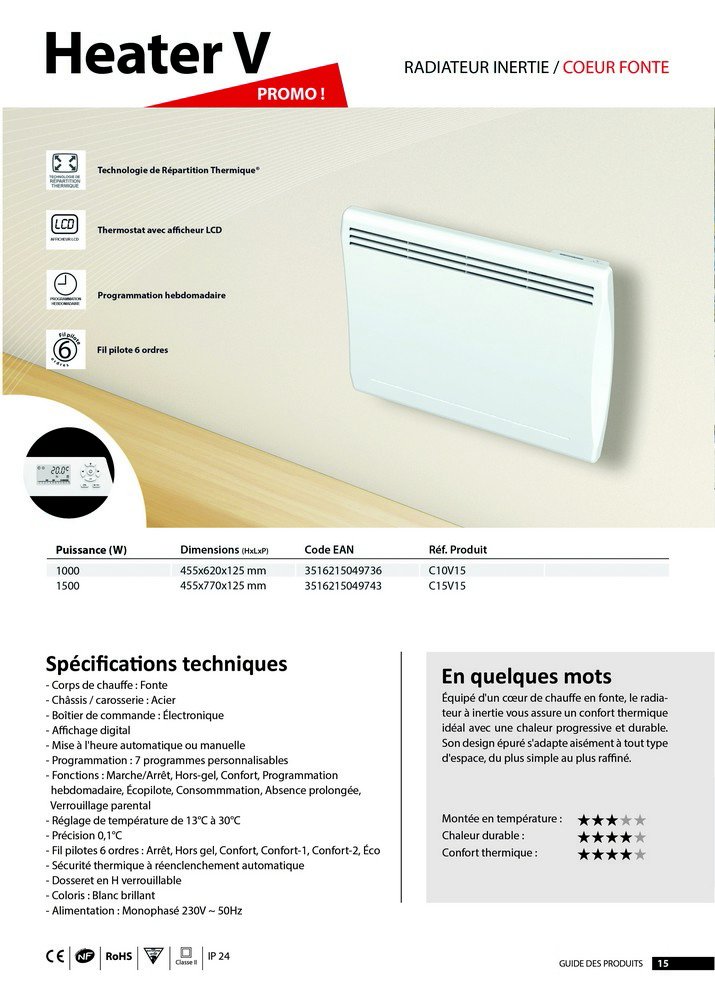 Heater V
PROMO !
RADIATEUR INERTIE / COEUR FONTE
TECHNOLOGIE DE
RÉPARTITION
THERMIQUE
Technologie de Répartition Thermique®
LCD
AFFICHEUR LCD
Thermostat avec afficheur LCD
PROGRAMMATION
HEBDOMADAIRE
Programmation hebdomadaire
Fil pilote
6
ordres
Fil pilote 6 ordres
20.0c
Puissance (W) Dimensions (HxLxP) Code EAN Réf. Produit
1000 455x620x125 mm 3516215049736 C10V15
1500 455x770x125 mm 3516215049743 C15V15
Spécifications techniques
- Corps de chauffe : Fonte
- Châssis / carosserie : Acier
- Boîtier de commande : Électronique
- Affichage digital
- Mise à l'heure automatique ou manuelle
- Programmation : 7 programmes personnalisables
- Fonctions : Marche/Arrêt, Hors-gel, Confort, Programmation
hebdomadaire, Écopilote, Consommmation, Absence prolongée,
Verrouillage parental
- Réglage de température de 13°C à 30°C
- Précision 0,1°C
- Fil pilotes 6 ordres : Arrêt, Hors gel, Confort, Confort-1, Confort-2, Éco
- Sécurité thermique à réenclenchement automatique
- Dosseret en H verrouillable
- Coloris : Blanc brillant
- Alimentation : Monophasé 230V ~ 50Hz
En quelques mots
Équipé d'un cœur de chauffe en fonte, le radia-
teur à inertie vous assure un confort thermique
idéal avec une chaleur progressive et durable.
Son design épuré s'adapte aisément à tout type
d'espace, du plus simple au plus raffiné.
Montée en température : ★★★★★
Chaleur durable : ★★★★★
Confort thermique : ★★★★★
CE NF RoHS Classe II IP 24
GUIDE DES PRODUITS 15